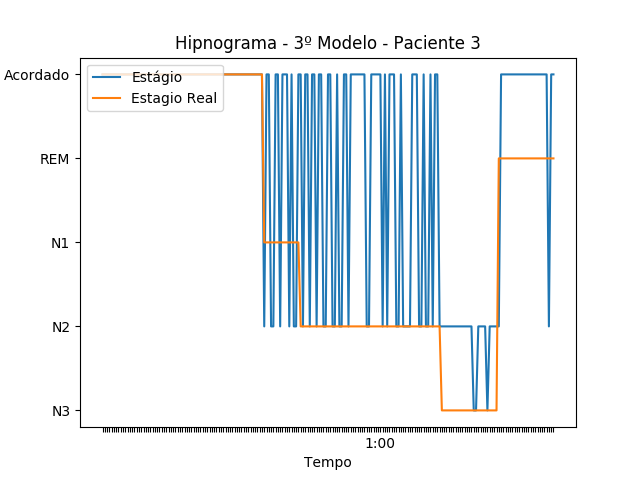 Hipnograma - 3º Modelo - Paciente 3
Acordado
Estágio
Estagio Real
REM
N1
N2
N3
1:00
Tempo